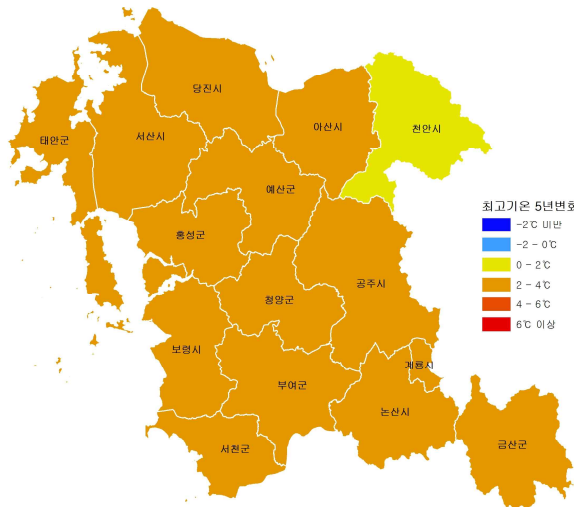 당진시
아산시
천안시
태안군
서산시
예산군
홍성군
공주시
청양군
보령시
계룡시
부여군
논산시
서천군
금산군
최고기온 5년변화
-2℃ 미만
-2 - 0℃
0 - 2℃
2 - 4℃
4 - 6℃
6℃ 이상